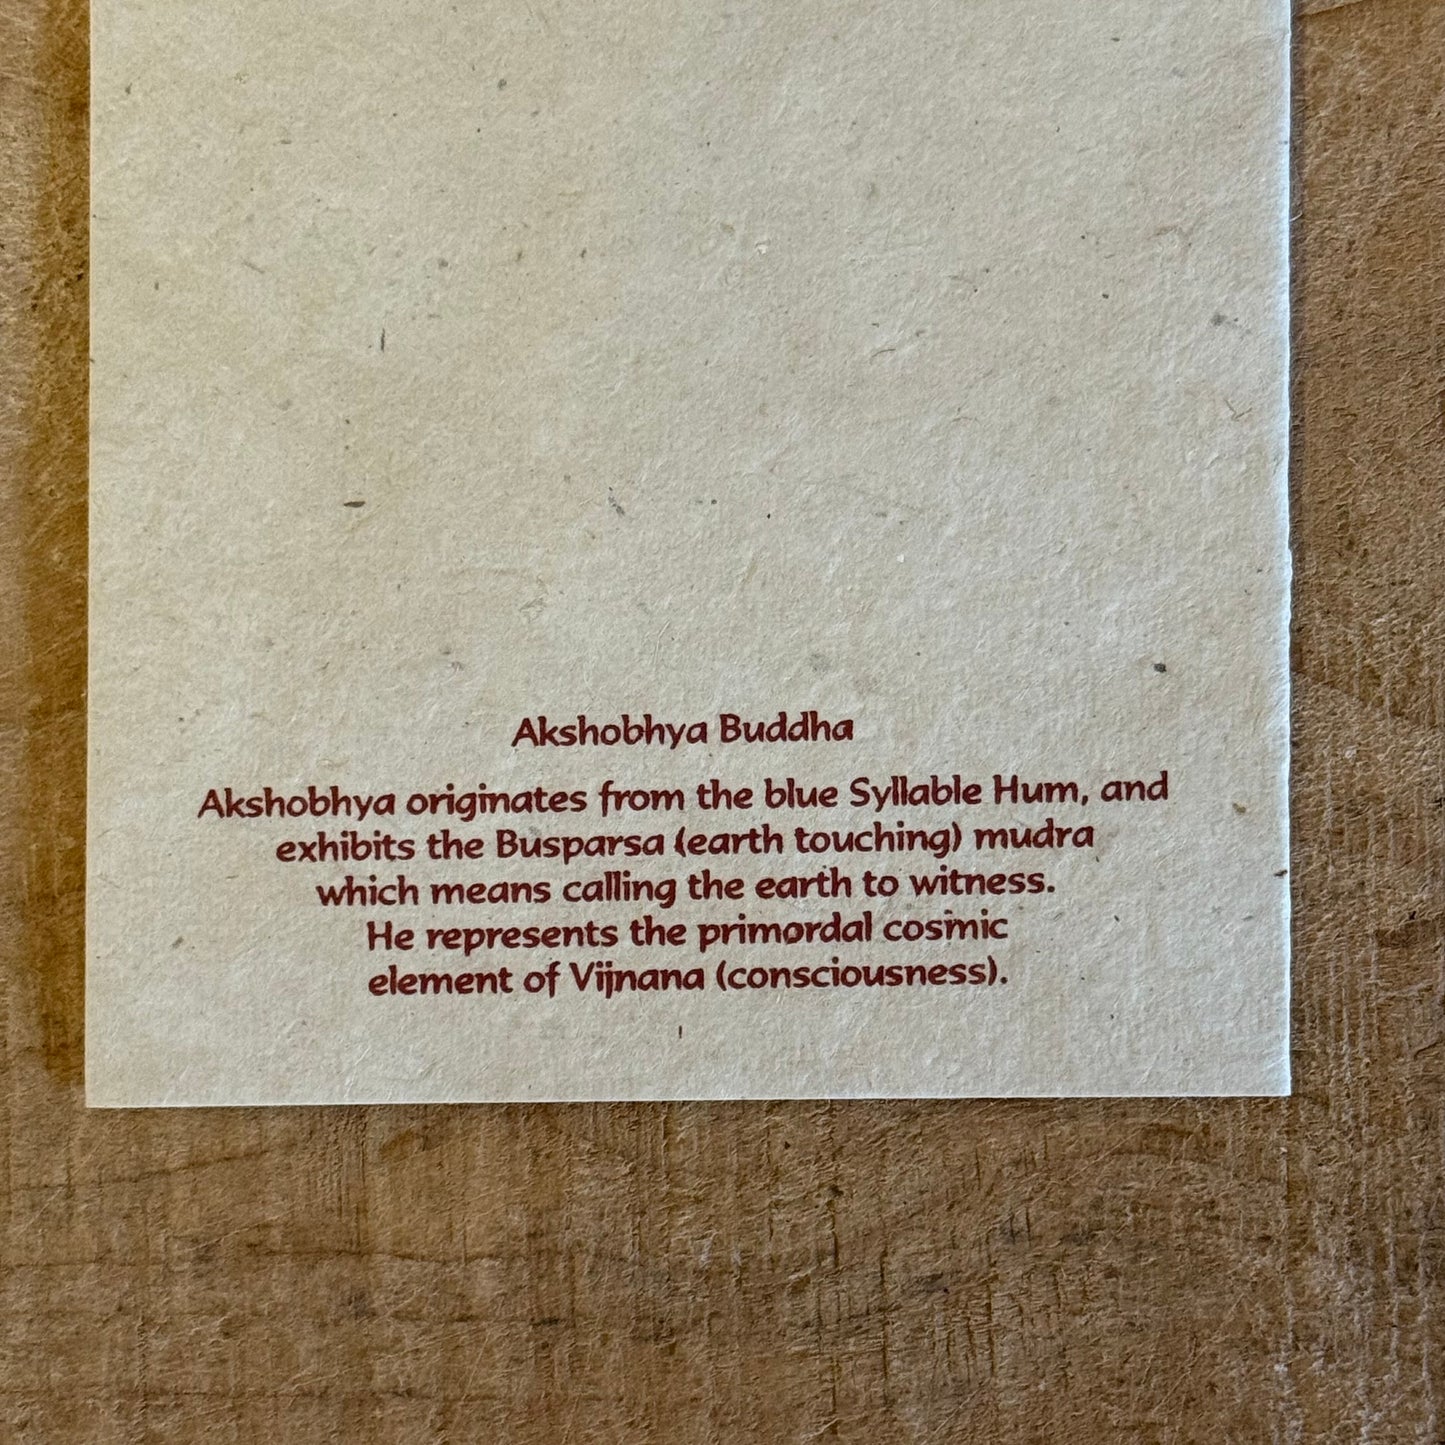 Akshobhya Buddha
Akshobhya originates from the blue Syllable Hum, and
exhibits the Busparsa (earth touching) mudra
which means calling the earth to witness.
He represents the primordal cosmic
element of Vijnana (consciousness).